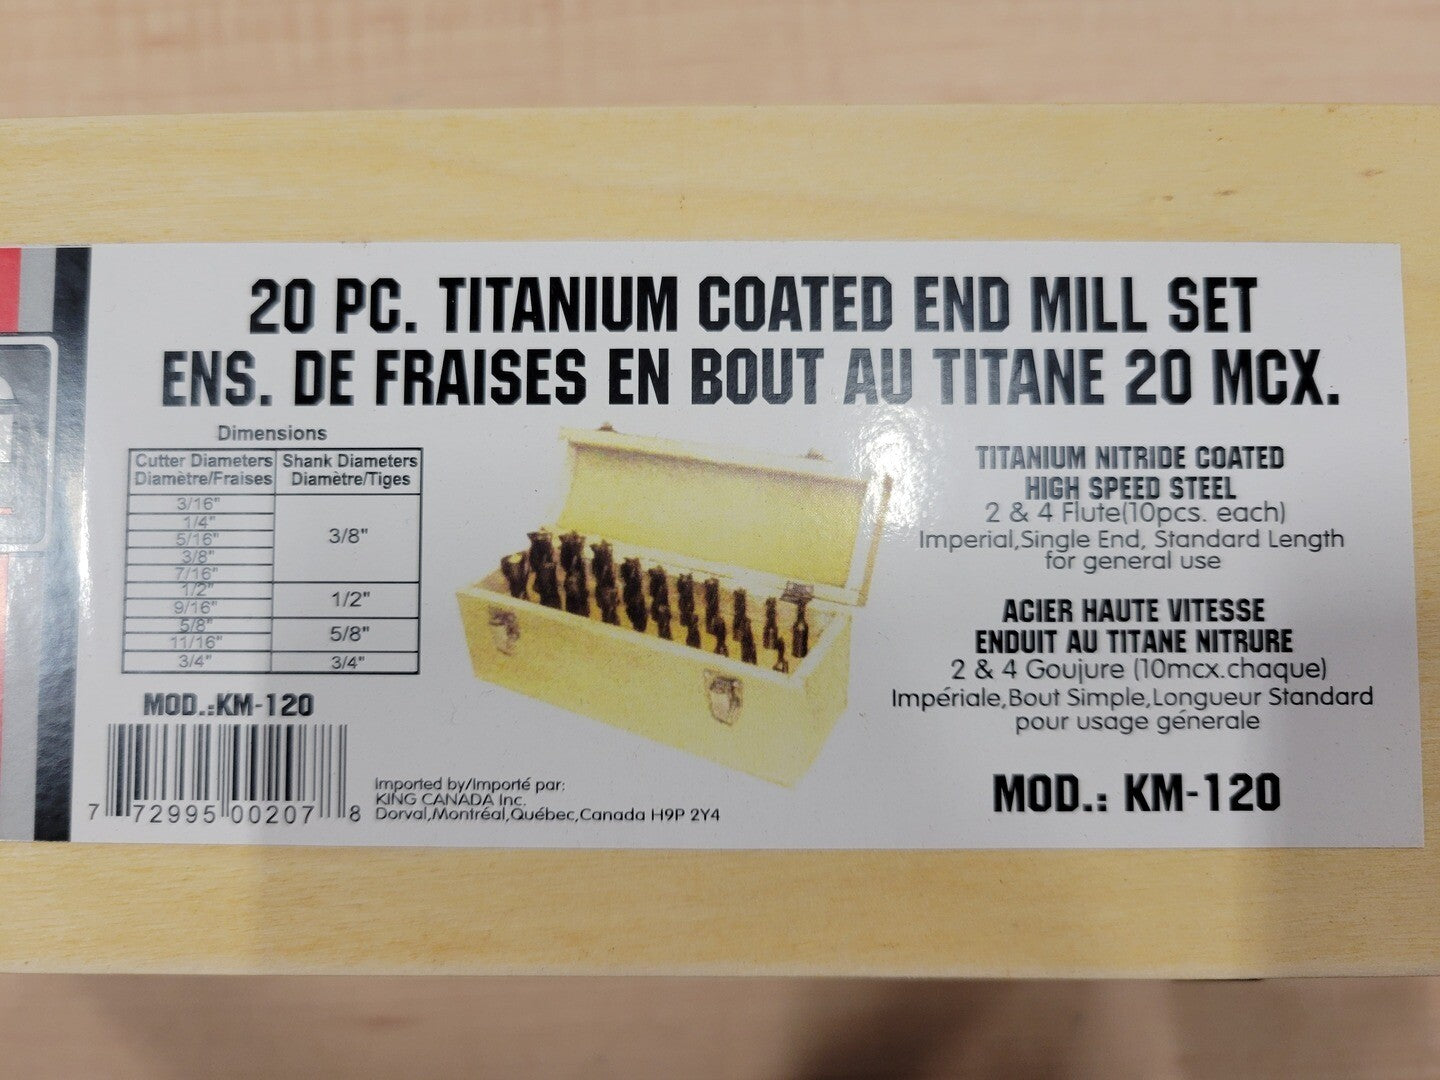 20 PC. TITANIUM COATED END MILL SET
ENS. DE FRAISES EN BOUT AU TITANE 20 MCX.
Dimensions
Cutter Diameters Shank Diameters
Diamètre/Fraises Diamètre/Tiges
3/16"
1/4"
5/16"
3/8"
7/16"
3/8"
1/2"
9/16"
1/2"
5/8"
11/16"
5/8"
3/4" 3/4"
MOD.:KM-120
7 72995 00207 8
Imported by/Importé par:
KING CANADA Inc.
Dorval,Montréal,Québec,Canada H9P 2Y4
TITANIUM NITRIDE COATED
HIGH SPEED STEEL
2 & 4 Flute(10pcs. each)
Imperial,Single End, Standard Length
for general use
ACIER HAUTE VITESSE
ENDUIT AU TITANE NITRURE
2 & 4 Goujure (10mcx.chaque)
Impériale,Bout Simple,Longueur Standard
pour usage génerale
MOD.: KM-120